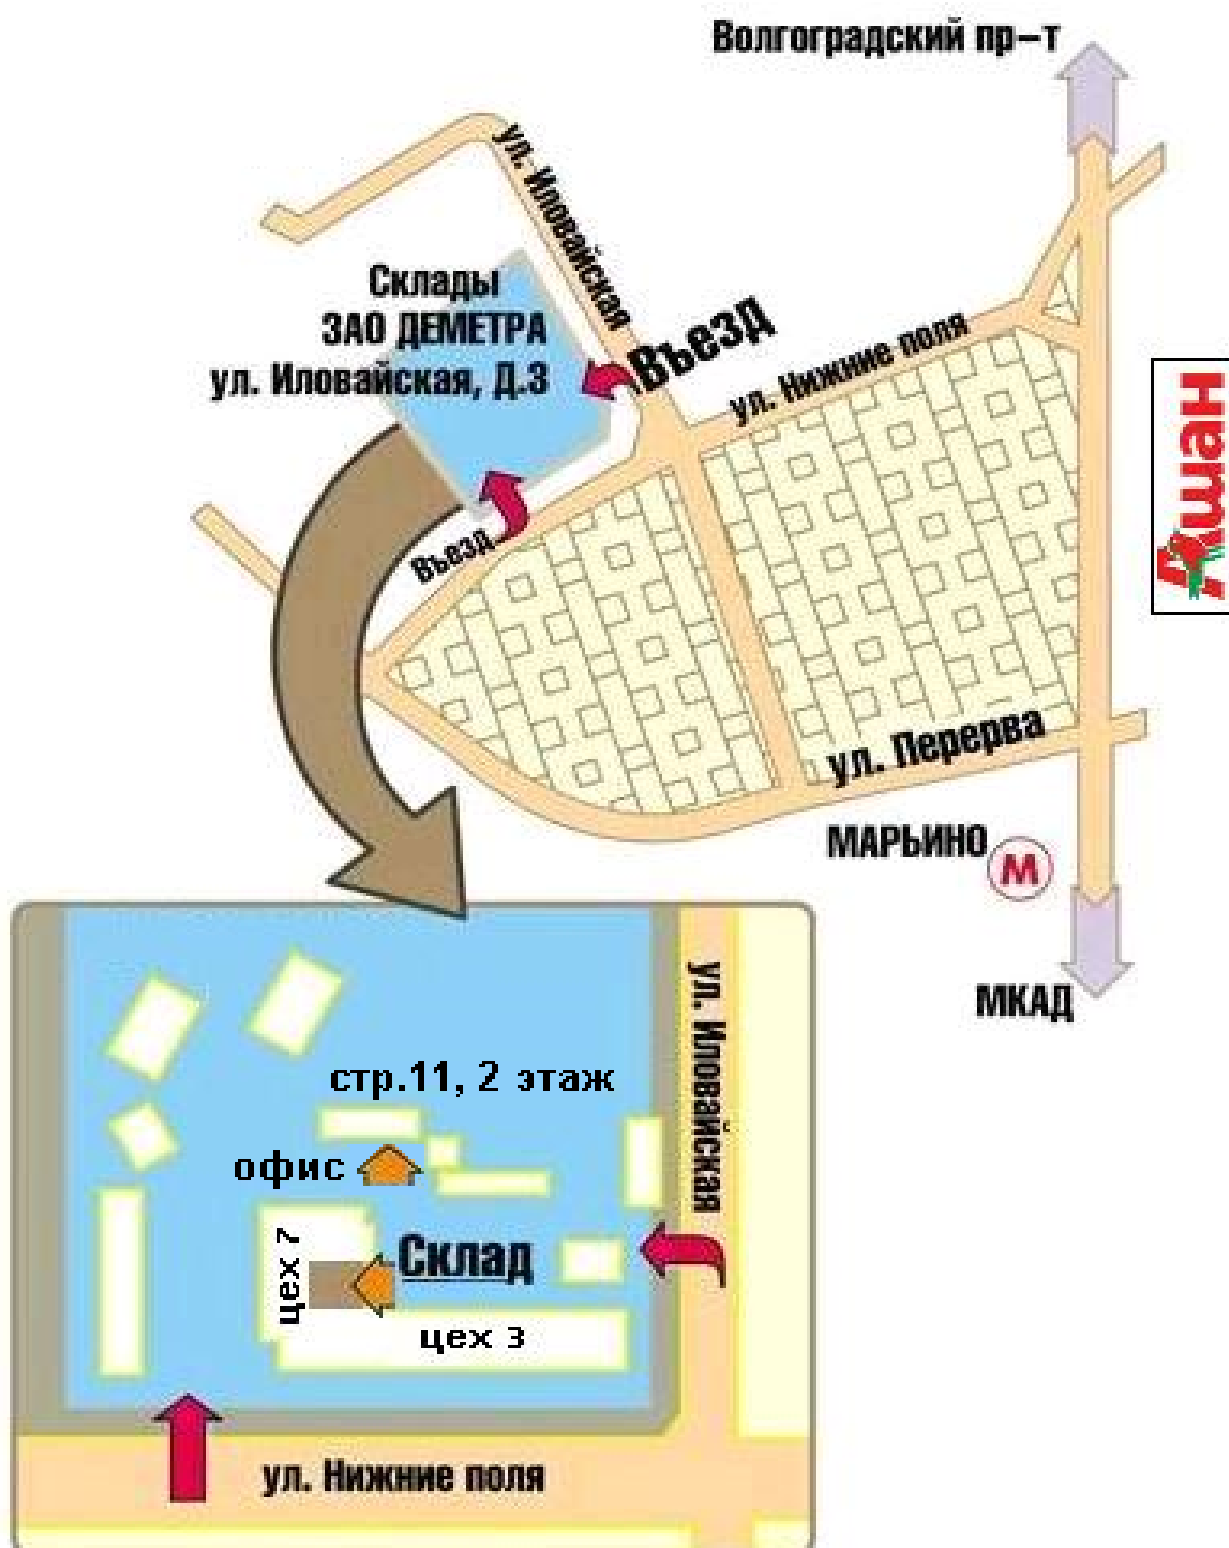 Волгоградский пр-т
ул. Иловайская
Склады
ЗАО ДЕМЕТРА
ул. Иловайская, Д.3
Въезд
ул. Нижние поля
Ашан
Въезд
ул. Перерва
МАРЬИНО
М
МКАД
ул. Иловайская
стр.11, 2 этаж
офис
цех 7
Склад
цех 3
ул. Нижние поля